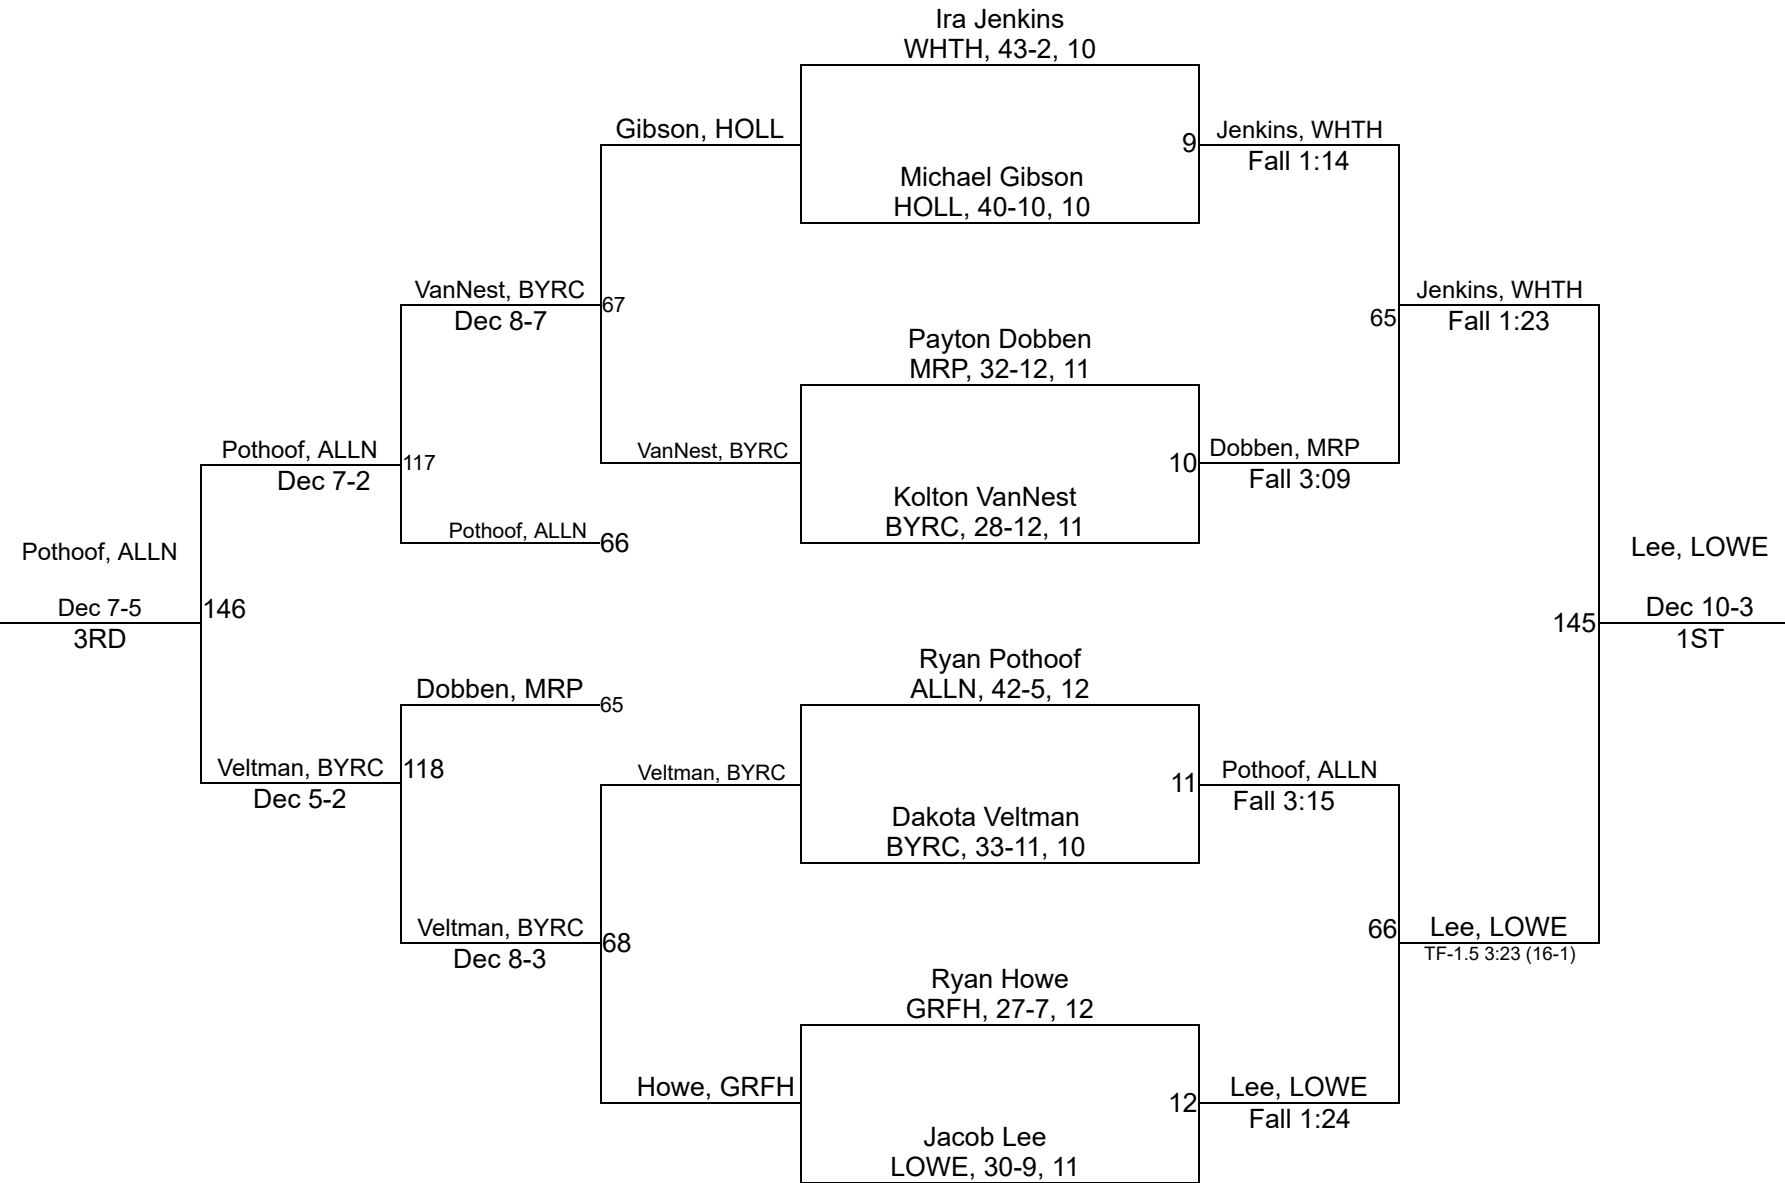 Ira Jenkins
WHTH, 43-2, 10
Gibson, HOLL
9
Jenkins, WHTH
Fall 1:14
Michael Gibson
HOLL, 40-10, 10
VanNest, BYRC
Dec 8-7
67
65
Jenkins, WHTH
Fall 1:23
Payton Dobben
MRP, 32-12, 11
Pothoof, ALLN
Dec 7-2
117
VanNest, BYRC
10
Dobben, MRP
Fall 3:09
Kolton VanNest
BYRC, 28-12, 11
Pothoof, ALLN
66
Pothoof, ALLN
Dec 7-5
3RD
146
145
Lee, LOWE
Dec 10-3
1ST
Ryan Pothoof
ALLN, 42-5, 12
Dobben, MRP
65
Veltman, BYRC
Dec 5-2
118
Veltman, BYRC
11
Pothoof, ALLN
Fall 3:15
Dakota Veltman
BYRC, 33-11, 10
Veltman, BYRC
Dec 8-3
68
66
Lee, LOWE
TF-1.5 3:23 (16-1)
Ryan Howe
GRFH, 27-7, 12
Howe, GRFH
12
Lee, LOWE
Fall 1:24
Jacob Lee
LOWE, 30-9, 11